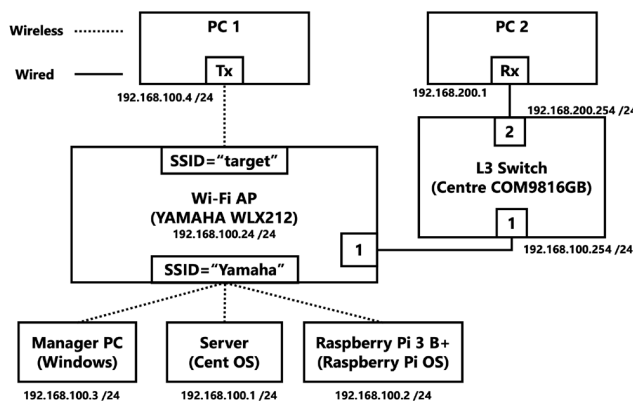 Wireless
Wired
PC 1
Tx
192.168.100.4 /24
PC 2
Rx
192.168.200.1
192.168.200.254 /24
2
L3 Switch
(Centre COM9816GB)
1
192.168.100.254 /24
SSID="target"
Wi-Fi AP
(YAMAHA WLX212)
192.168.100.24 /24
1
SSID="Yamaha"
Manager PC
(Windows)
192.168.100.3 /24
Server
(Cent OS)
192.168.100.1 /24
Raspberry Pi 3 B+
(Raspberry Pi OS)
192.168.100.2 /24